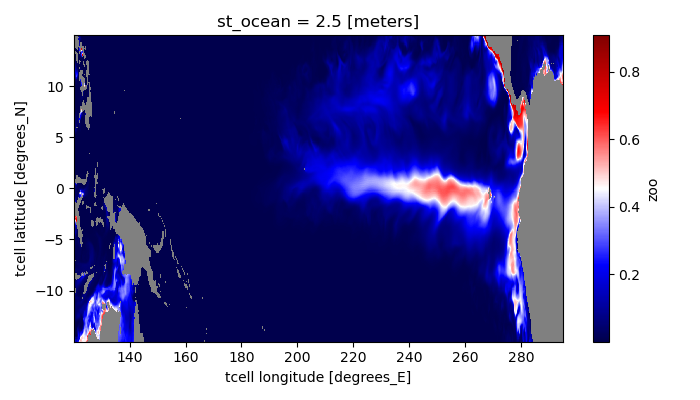 st_ocean = 2.5 [meters]
tcell latitude [degrees_N]
10
5
0
−5
−10
140 160 180 200 220 240 260 280
tcell longitude [degrees_E]
0.8
0.6
0.4
0.2
zoo